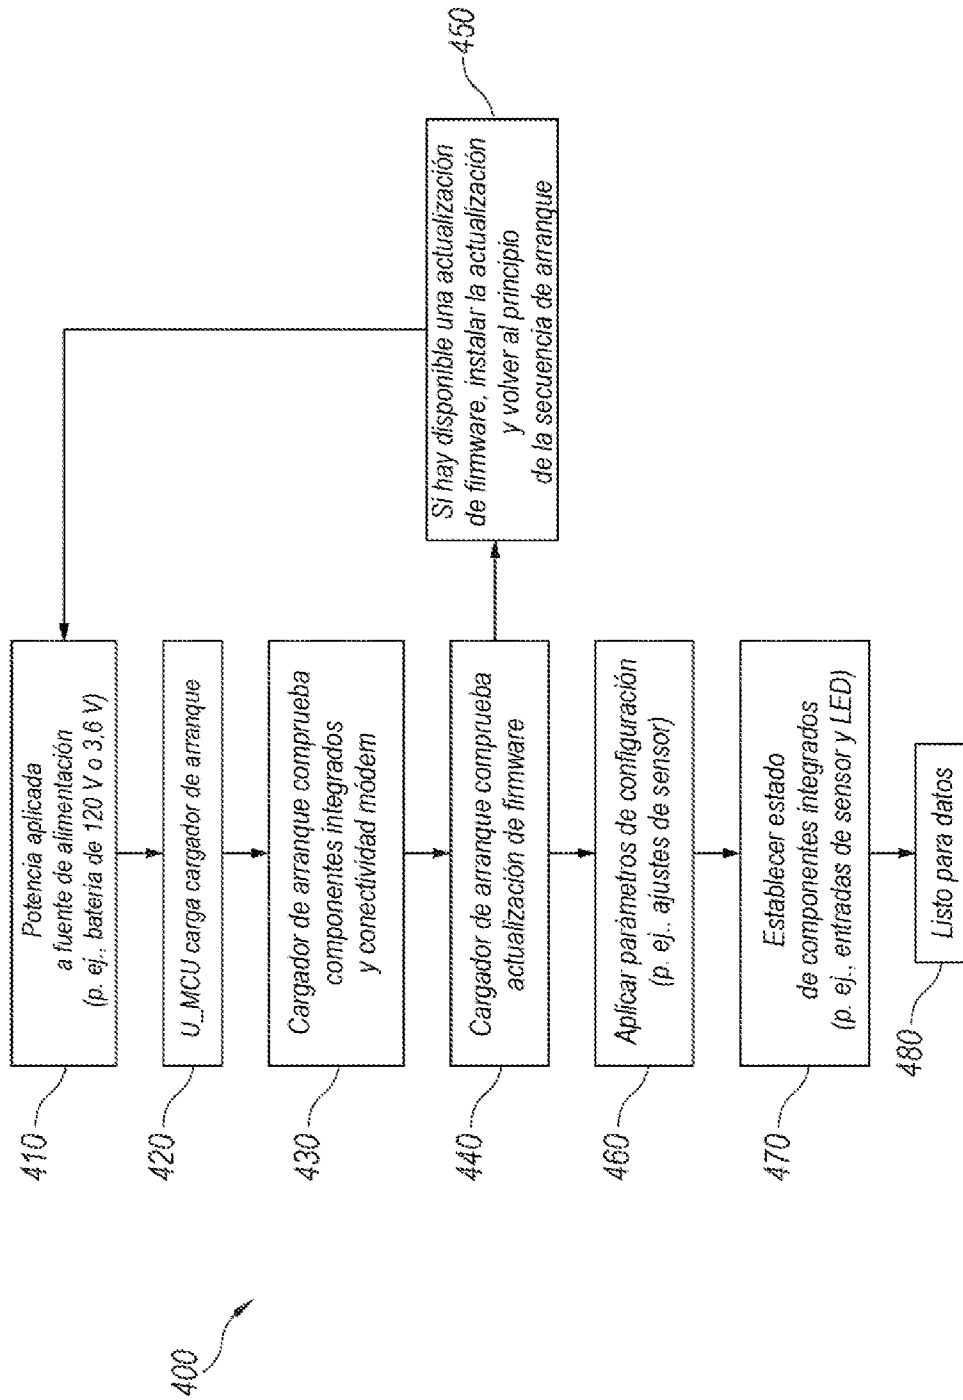 400
410
Potencia aplicada
a fuente de alimentación
(p. ej., batería de 120 V o 3,6 V)
420
U_MCU carga cargador de arranque
430
Cargador de arranque comprueba
componentes integrados
y conectividad módem
440
Cargador de arranque comprueba
actualización de firmware
450
Si hay disponible una actualización
de firmware, instalar la actualización
y volver al principio
de la secuencia de arranque
460
Aplicar parámetros de configuración
(p. ej., ajustes de sensor)
470
Establecer estado
de componentes integrados
(p. ej., entradas de sensor y LED)
480
Listo para datos